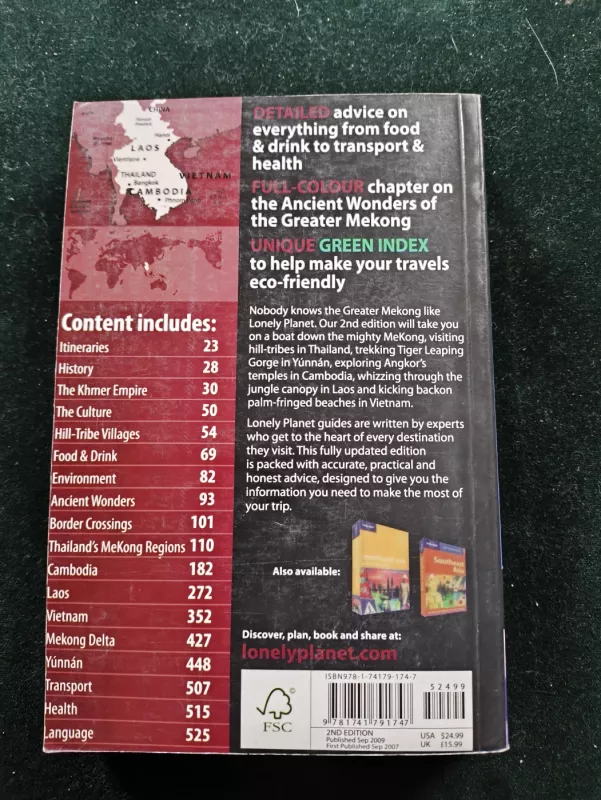 CHINA
Hanoi
LAOS
Vientiane
THAILAND
VIETNAM
Bangkok
CAMBODIA
Phnom
DETAILED advice on
everything from food
& drink to transport &
health
FULL-COLOUR chapter on
the Ancient Wonders of
the Greater Mekong
UNIQUE GREEN INDEX
to help make your travels
eco-friendly
Content includes:
Itineraries 23
History 28
The Khmer Empire 30
The Culture 50
Hill-Tribe Villages 54
Food & Drink 69
Environment 82
Ancient Wonders 93
Border Crossings 101
Thailand's MeKong Regions 110
Cambodia 182
Laos 272
Vietnam 352
Mekong Delta 427
Yúnnán 448
Transport 507
Health 515
Language 525
Nobody knows the Greater Mekong like
Lonely Planet. Our 2nd edition will take you
on a boat down the mighty MeKong, visiting
hill-tribes in Thailand, trekking Tiger Leaping
Gorge in Yúnnán, exploring Angkor's
temples in Cambodia, whizzing through the
jungle canopy in Laos and kicking backon
palm-fringed beaches in Vietnam.
Lonely Planet guides are written by experts
who get to the heart of every destination
they visit. This fully updated edition
is packed with accurate, practical and
honest advice, designed to give you the
information you need to make the most of
your trip.
Also available:
Southeast
Asia
Discover, plan, book and share at:
lonelyplanet.com
FSC
ISBN978-1-74179-174-7
52499
9 781741 791747
2ND EDITION
Published Sep 2009
First Published Sep 2007
USA $24.99
UK £15.99